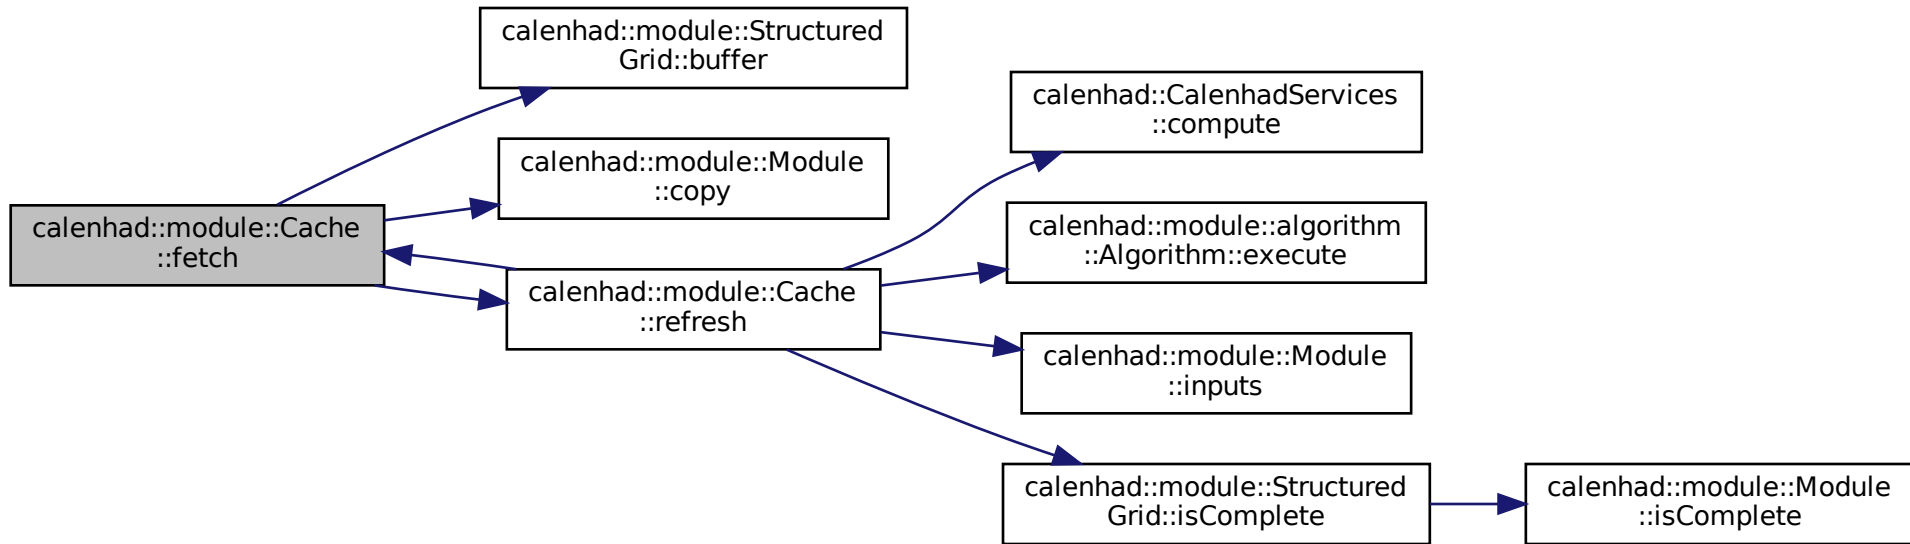 calenhad::module::Cache
::fetch
calenhad::module::Structured
Grid::buffer
calenhad::module::Module
::copy
calenhad::module::Cache
::refresh
calenhad::CalenhadServices
::compute
calenhad::module::algorithm
::Algorithm::execute
calenhad::module::Module
::inputs
calenhad::module::Structured
Grid::isComplete
calenhad::module::Module
::isComplete